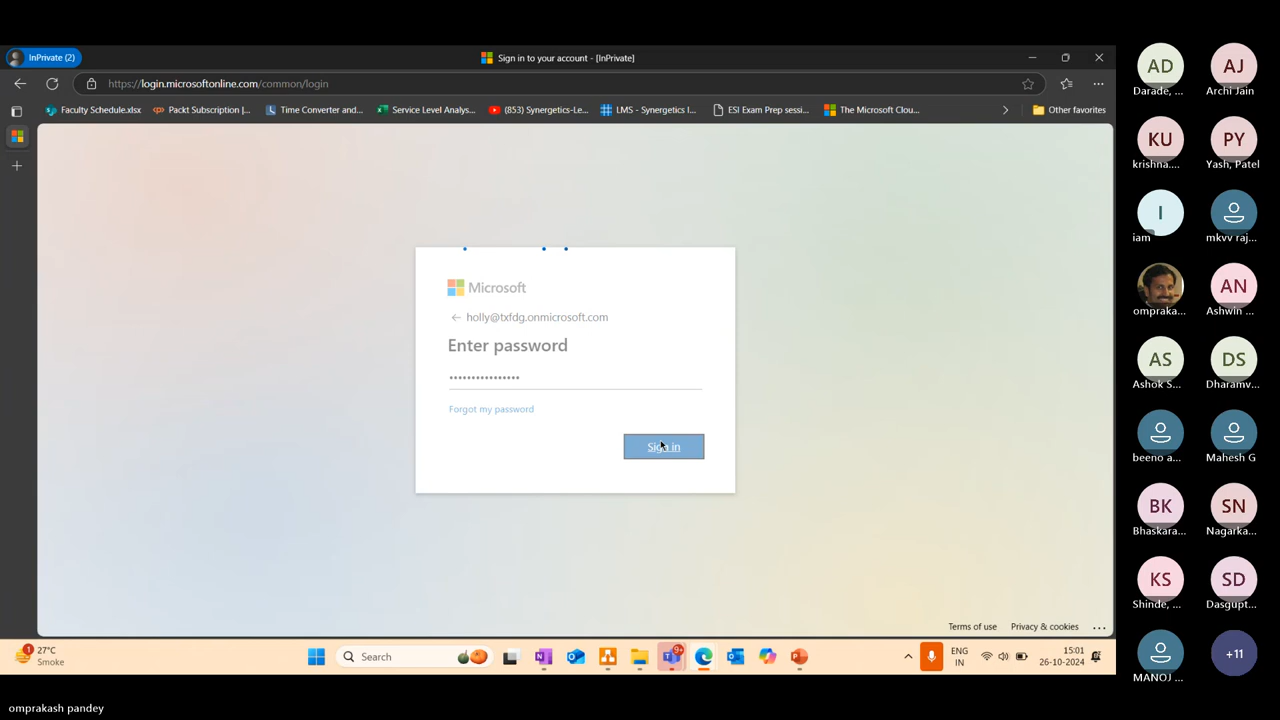 InPrivate (2)
Sign in to your account - [InPrivate]
https://login.microsoftonline.com/common/login
Faculty Schedule.xlsx
Packt Subscription |...
Time Converter and...
Service Level Analys...
(853) Synergetics-Le...
LMS - Synergetics I...
ESI Exam Prep sessi...
The Microsoft Clou...
Other favorites
Microsoft
holly@txfdg.onmicrosoft.com
Enter password
Forgot my password
Sign in
Terms of use
Privacy & cookies
...
1
27°C
Smoke
Search
9+
ENG
IN
15:01
26-10-2024
AD
Darade, ...
AJ
Archi Jain
KU
krishna....
PY
Yash, Patel
I
iam
mkvv raj...
ompraka...
AN
Ashwin ...
AS
Ashok S...
DS
Dharamv...
beeno a...
Mahesh G
BK
Bhaskara...
SN
Nagarka...
KS
Shinde, ...
SD
Dasgupt...
MANOJ ...
+11
omprakash pandey